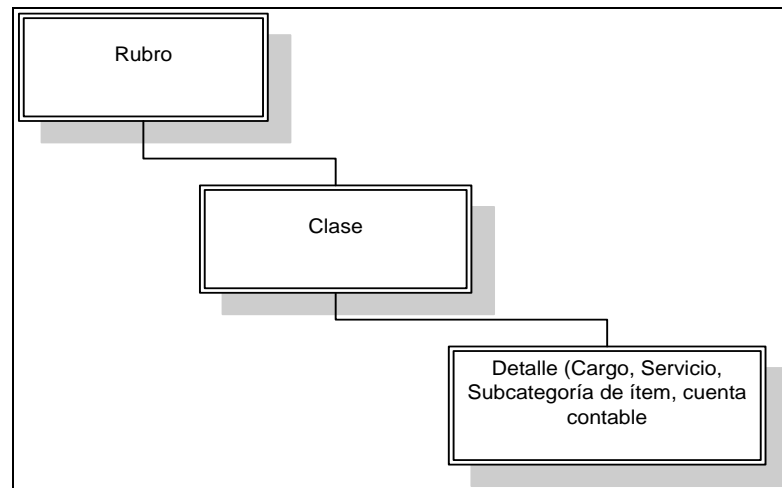 Rubro
Clase
Detalle (Cargo, Servicio,
Subcategoría de ítem, cuenta
contable